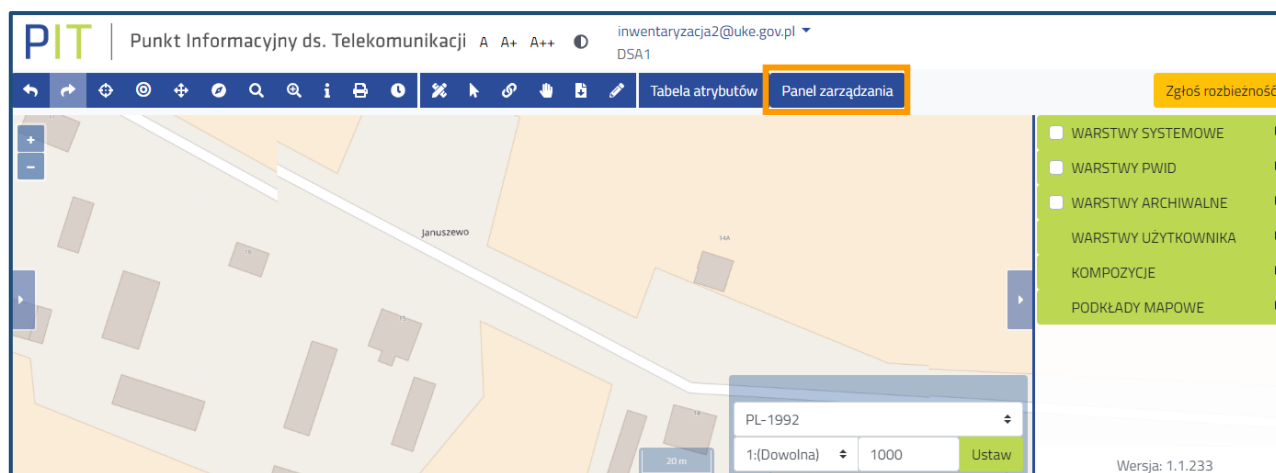 PIT Punkt Informacyjny ds. Telekomunikacji A A+ A++ inwentaryzacja2@uke.gov.pl
DSA1
Tabela atrybutów Panel zarządzania Zgłoś rozbieżność
+
−
WARSTWY SYSTEMOWE
WARSTWY PWID
WARSTWY ARCHIWALNE
WARSTWY UŻYTKOWNIKA
KOMPOZYCJE
PODKŁADY MAPOWE
Januszewo
14A
15
PL-1992
1:(Dowolna) 1000 Ustaw
20 m
Wersja: 1.1.233